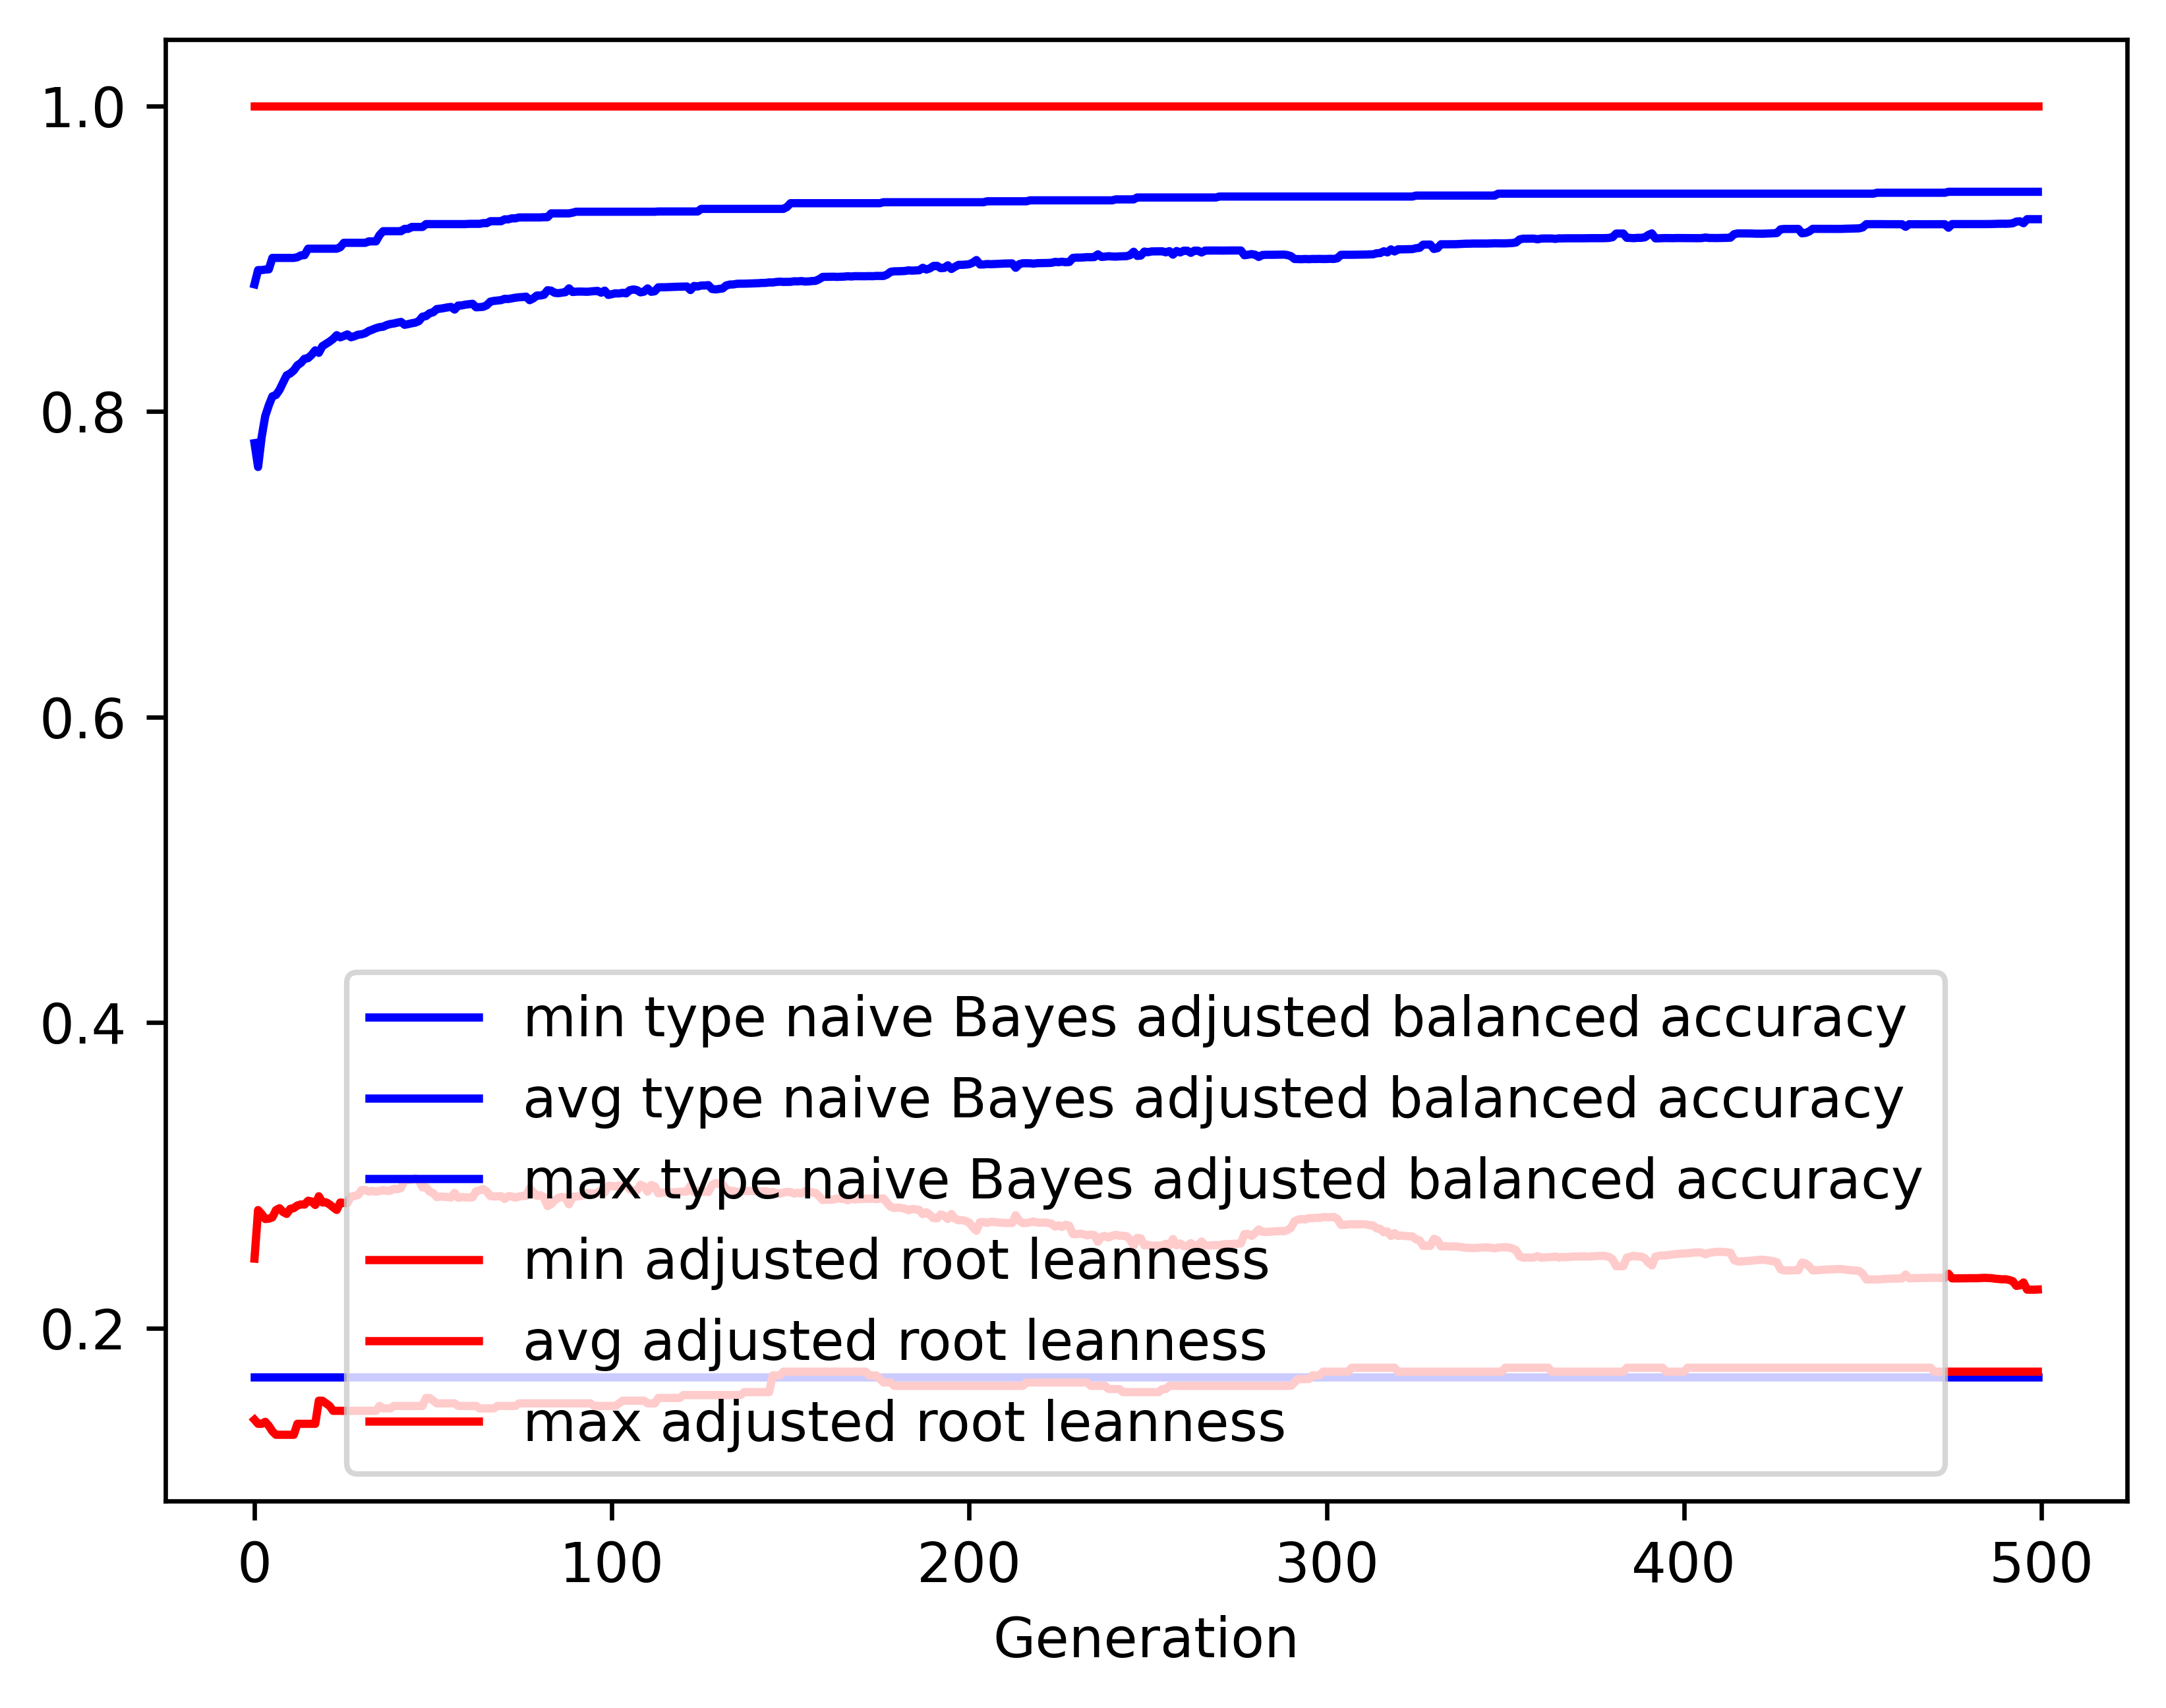 1.0
0.8
0.6
0.4
0.2
min type naive Bayes adjusted balanced accuracy
avg type naive Bayes adjusted balanced accuracy
max type naive Bayes adjusted balanced accuracy
min adjusted root leanness
avg adjusted root leanness
max adjusted root leanness
0 100 200 300 400 500
Generation